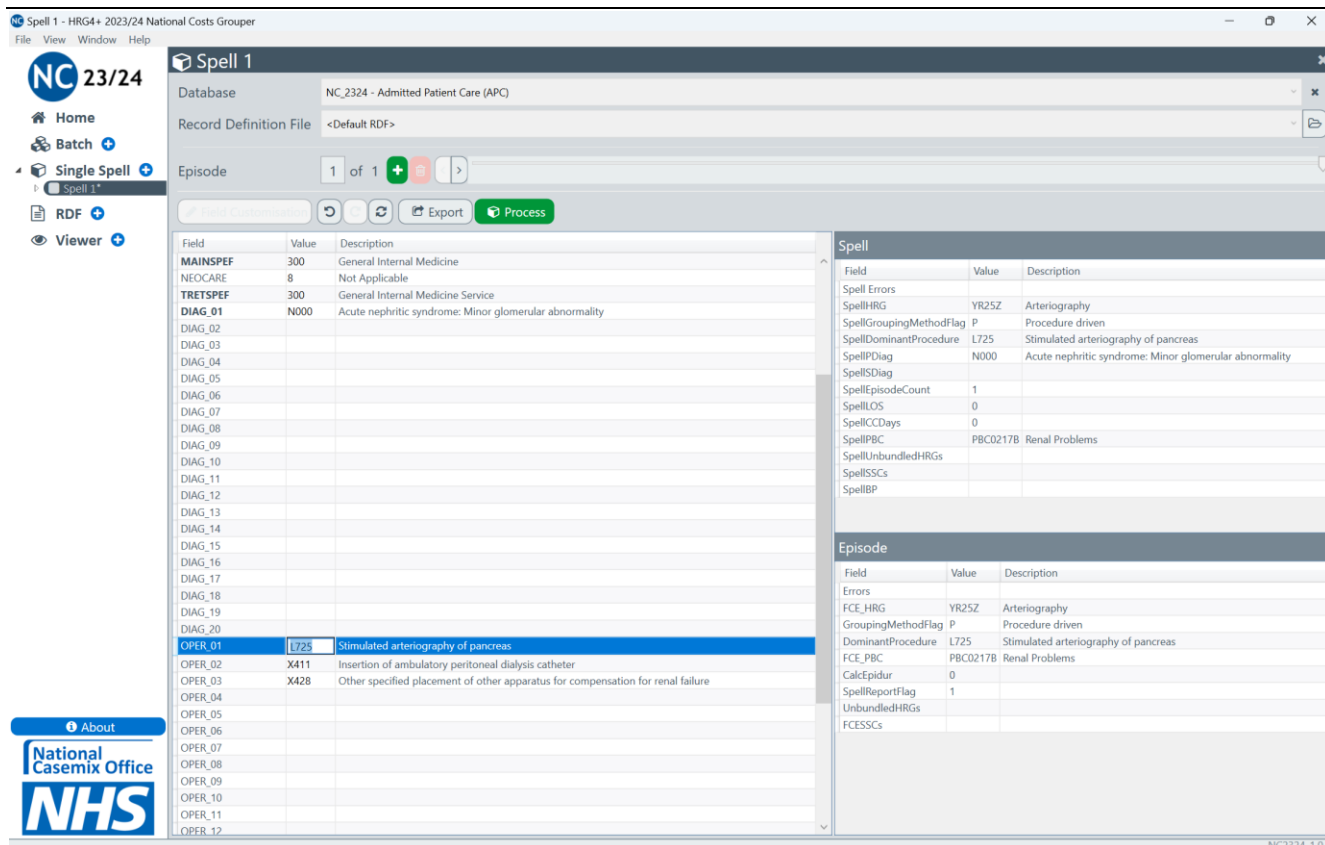 Spell 1 - HRG4+ 2023/24 National Costs Grouper
File View Window Help
NC 23/24
Home
Batch
Single Spell
Spell 1*
RDF
Viewer
About
National
Casemix Office
NHS
Spell 1
Database NC_2324 - Admitted Patient Care (APC)
Record Definition File <Default RDF>
Episode 1 of 1
Field Customisation Export Process
Field Value Description
MAINSPEF 300 General Internal Medicine
NEOCARE 8 Not Applicable
TRETSPEF 300 General Internal Medicine Service
DIAG_01 N000 Acute nephritic syndrome: Minor glomerular abnormality
DIAG_02
DIAG_03
DIAG_04
DIAG_05
DIAG_06
DIAG_07
DIAG_08
DIAG_09
DIAG_10
DIAG_11
DIAG_12
DIAG_13
DIAG_14
DIAG_15
DIAG_16
DIAG_17
DIAG_18
DIAG_19
DIAG_20
OPER_01 L725 Stimulated arteriography of pancreas
OPER_02 X411 Insertion of ambulatory peritoneal dialysis catheter
OPER_03 X428 Other specified placement of other apparatus for compensation for renal failure
OPER_04
OPER_05
OPER_06
OPER_07
OPER_08
OPER_09
OPER_10
OPER_11
OPER_12
Spell
Field Value Description
Spell Errors
SpellHRG YR25Z Arteriography
SpellGroupingMethodFlag P Procedure driven
SpellDominantProcedure L725 Stimulated arteriography of pancreas
SpellPDiag N000 Acute nephritic syndrome: Minor glomerular abnormality
SpellSDiag
SpellEpisodeCount 1
SpellLOS 0
SpellCCDays 0
SpellPBC PBC0217B Renal Problems
SpellUnbundledHRGs
SpellSSCs
SpellBP
Episode
Field Value Description
Errors
FCE_HRG YR25Z Arteriography
GroupingMethodFlag P Procedure driven
DominantProcedure L725 Stimulated arteriography of pancreas
FCE_PBC PBC0217B Renal Problems
CalcEpidur 0
SpellReportFlag 1
UnbundledHRGs
FCESSCs